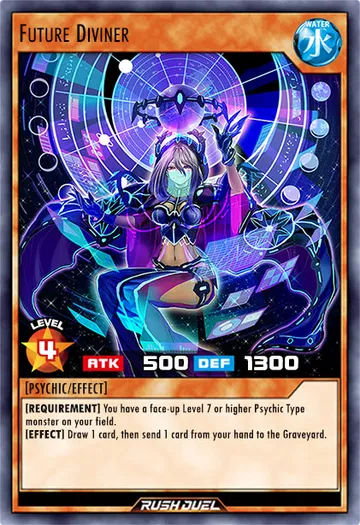 Future Diviner
WATER
水
LEVEL
4
ATK 500 DEF 1300
[PSYCHIC/EFFECT]
[REQUIREMENT] You have a face-up Level 7 or higher Psychic Type
monster on your field.
[EFFECT] Draw 1 card, then send 1 card from your hand to the Graveyard.
RUSH DUEL